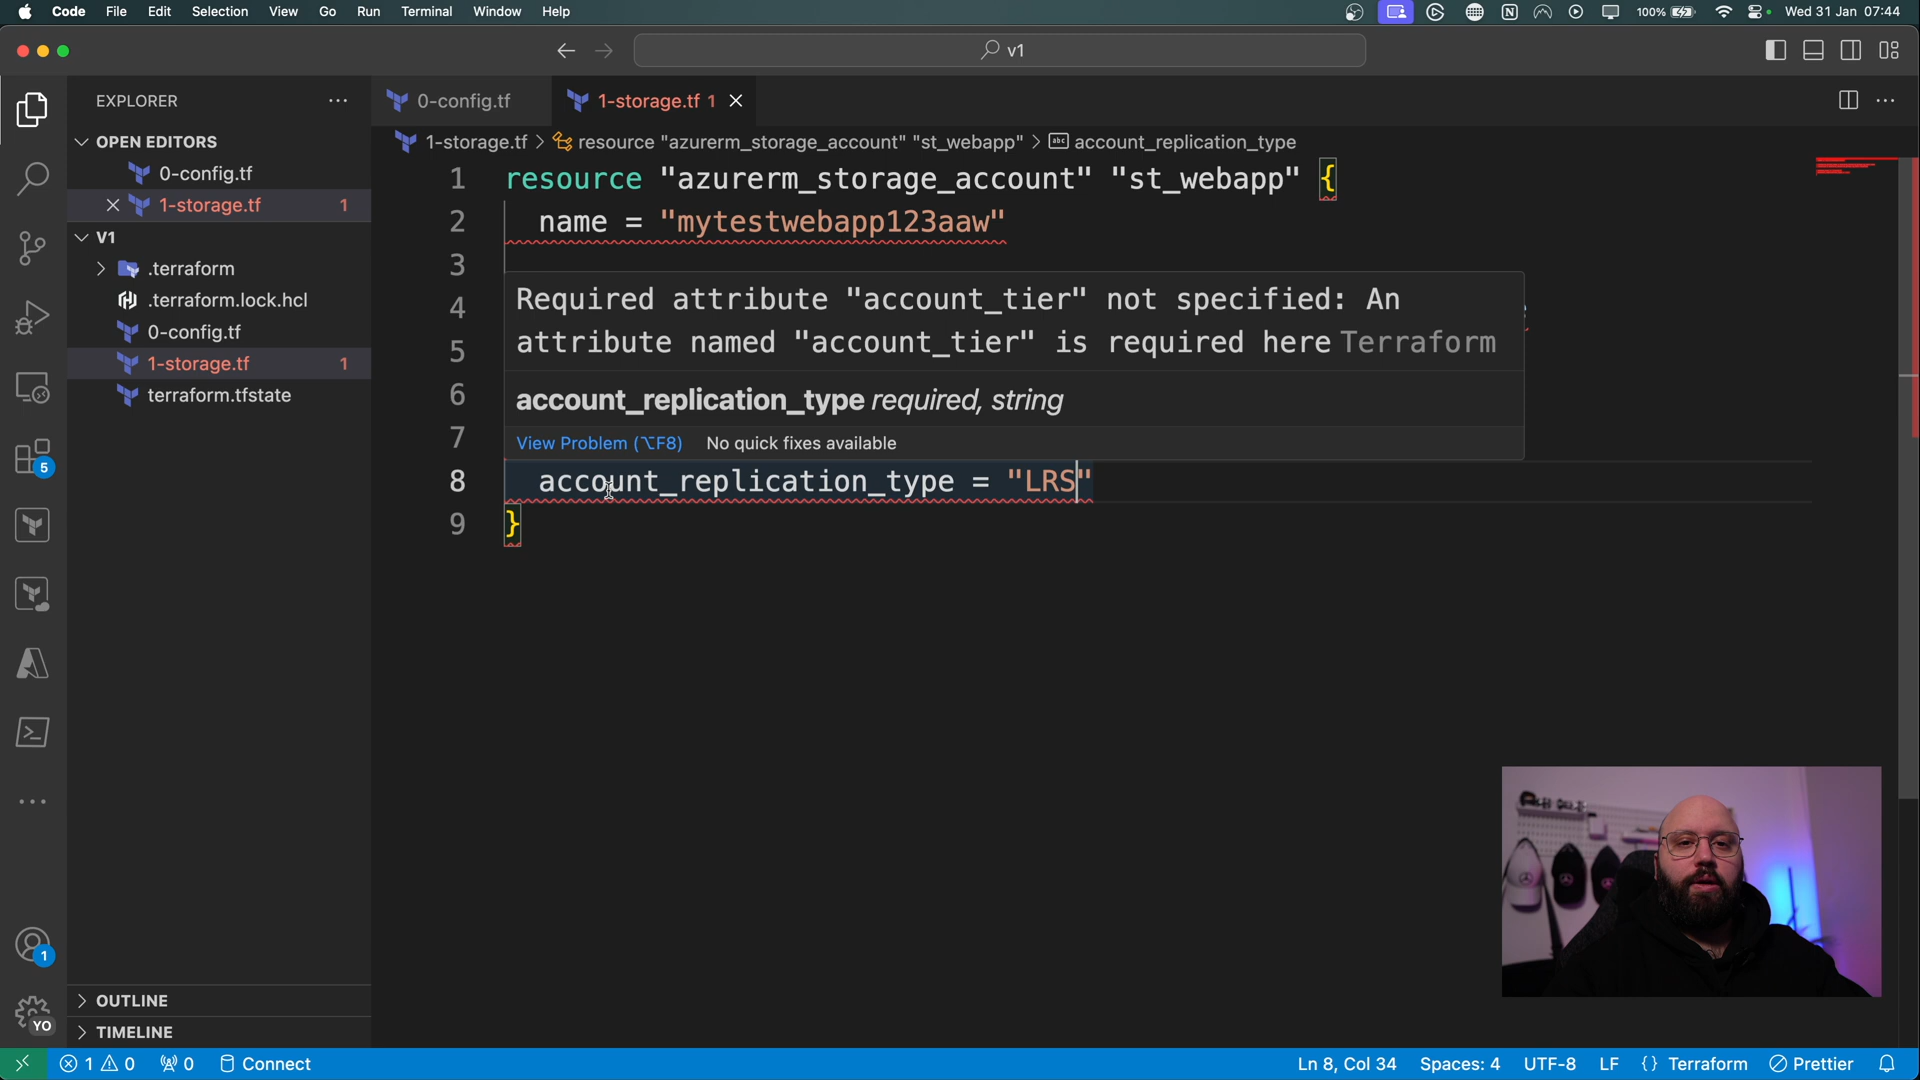 Code File Edit Selection View Go Run Terminal Window Help 100% Wed 31 Jan 07:44
v1
EXPLORER
OPEN EDITORS
0-config.tf
1-storage.tf 1
V1
.terraform
.terraform.lock.hcl
0-config.tf
1-storage.tf 1
terraform.tfstate
OUTLINE
TIMELINE
5
1
YO
0-config.tf 1-storage.tf 1
1-storage.tf > resource "azurerm_storage_account" "st_webapp" > abc account_replication_type
1 resource "azurerm_storage_account" "st_webapp" {
2 name = "mytestwebapp123aaw"
3
4
5
6
7
Required attribute "account_tier" not specified: An
attribute named "account_tier" is required here Terraform
account_replication_type required, string
View Problem (⌥F8) No quick fixes available
8 account_replication_type = "LRS"
9 }
1 0 0 Connect Ln 8, Col 34 Spaces: 4 UTF-8 LF {} Terraform Prettier